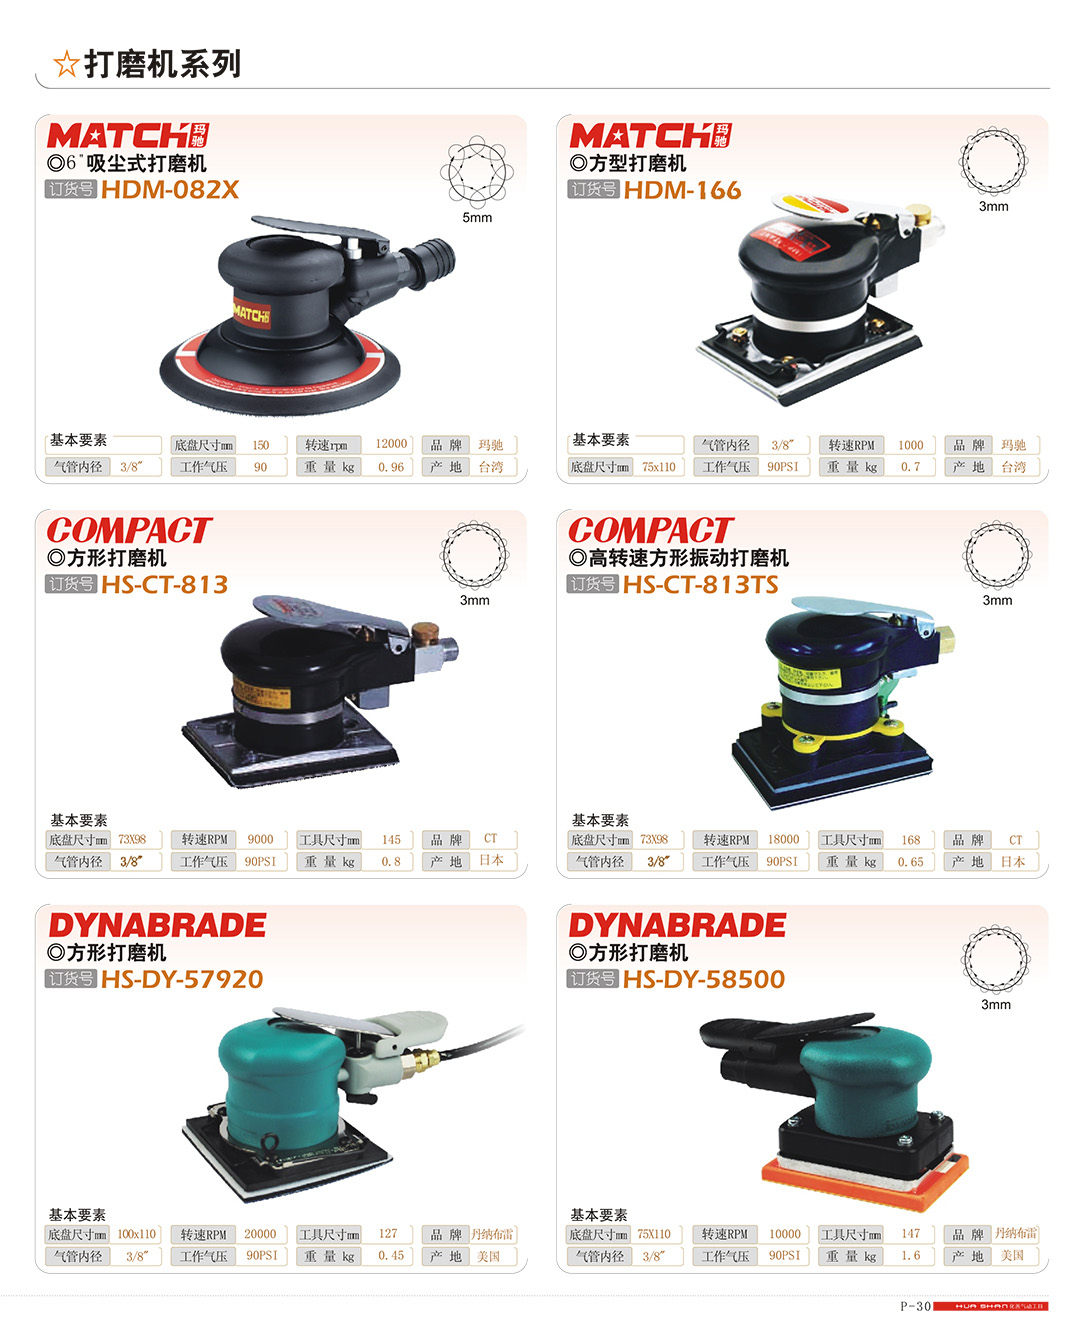 ☆打磨机系列
MATCH 玛驰
◎6"吸尘式打磨机
订货号 HDM-082X
5mm
MATCH
基本要素
底盘尺寸mm 150 转速rpm 12000 品 牌 玛驰
气管内径 3/8" 工作气压 90 重 量 kg 0.96 产 地 台湾
MATCH 玛驰
◎方型打磨机
订货号 HDM-166
3mm
基本要素
气管内径 3/8" 转速RPM 1000 品 牌 玛驰
底盘尺寸mm 75x110 工作气压 90PSI 重 量 kg 0.7 产 地 台湾
COMPACT
◎方形打磨机
订货号 HS-CT-813
3mm
基本要素
底盘尺寸mm 73X98 转速RPM 9000 工具尺寸mm 145 品 牌 CT
气管内径 3/8" 工作气压 90PSI 重 量 kg 0.8 产 地 日本
COMPACT
◎高转速方形振动打磨机
订货号 HS-CT-813TS
3mm
基本要素
底盘尺寸mm 73X98 转速RPM 18000 工具尺寸mm 168 品 牌 CT
气管内径 3/8" 工作气压 90PSI 重 量 kg 0.65 产 地 日本
DYNABRADE
◎方形打磨机
订货号 HS-DY-57920
基本要素
底盘尺寸mm 100x110 转速RPM 20000 工具尺寸mm 127 品 牌 丹纳布雷
气管内径 3/8" 工作气压 90PSI 重 量 kg 0.45 产 地 美国
DYNABRADE
◎方形打磨机
订货号 HS-DY-58500
3mm
基本要素
底盘尺寸mm 75X110 转速RPM 10000 工具尺寸mm 147 品 牌 丹纳布雷
气管内径 3/8" 工作气压 90PSI 重 量 kg 1.6 产 地 美国
P-30 HUA SHAN 化善气动工具